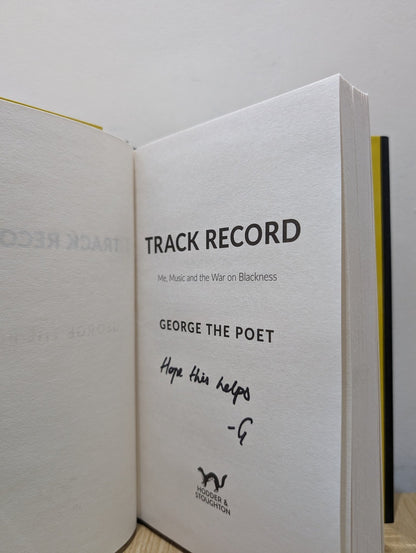 TRACK RECORD
Me, Music and the War on Blackness
GEORGE THE POET
Hope this helps
-G
HODDER &
STOUGHTON